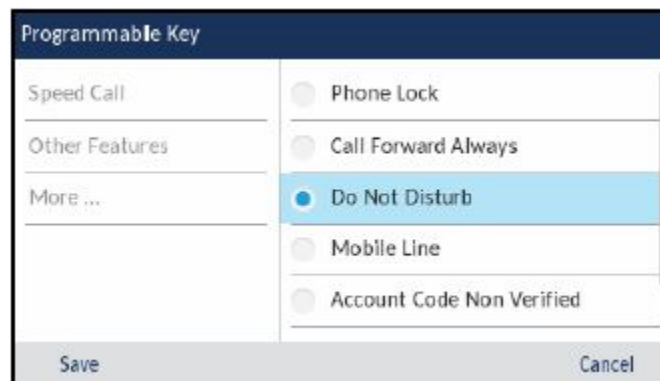 Programmable Key
Speed Call
Other Features
More ...
Phone Lock
Call Forward Always
Do Not Disturb
Mobile Line
Account Code Non Verified
Save
Cancel